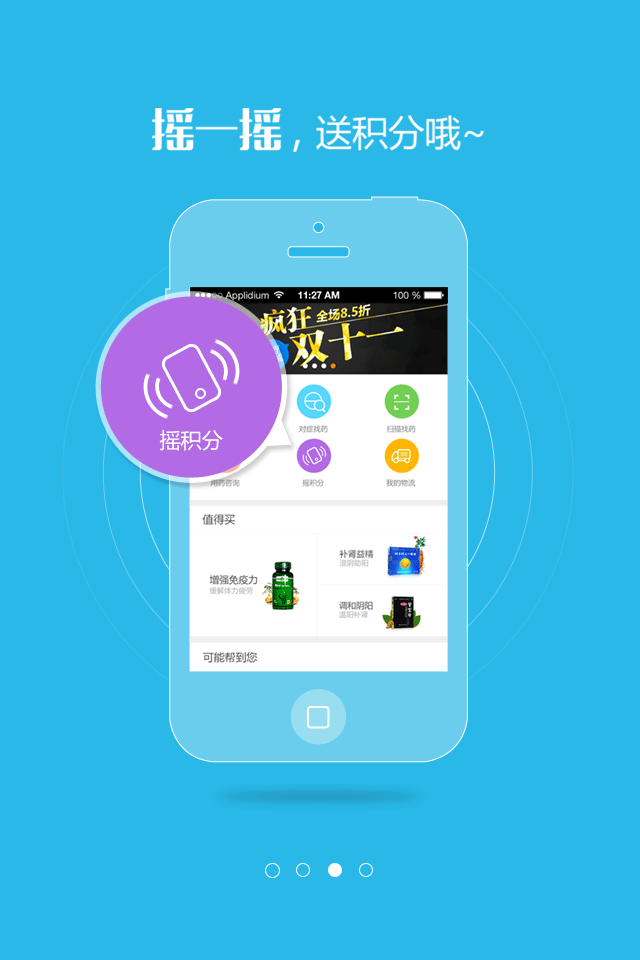 摇一摇,送积分哦~
Applidium 11:27 AM 100 %
疯狂 全场8.5折
双十一
对症找药
扫描找药
摇积分
用药咨询
摇积分
我的物流
值得买
增强免疫力
缓解体力疲劳
补肾益精
滋阴助阳
调和阴阳
温阳补肾
可能帮到您